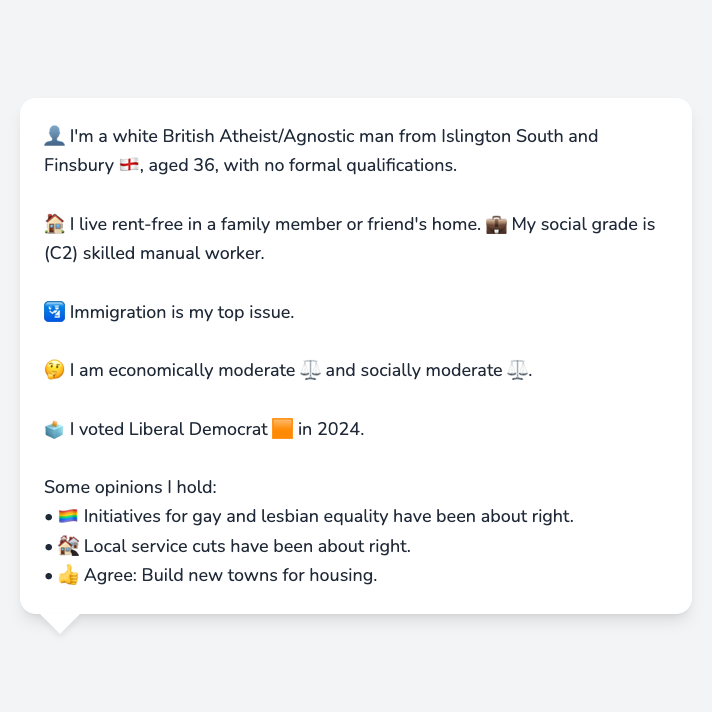 👤 I'm a white British Atheist/Agnostic man from Islington South and
Finsbury 🏴󠁧󠁢󠁥󠁮󠁧󠁿, aged 36, with no formal qualifications.
🏠 I live rent-free in a family member or friend's home. 💼 My social grade is
(C2) skilled manual worker.
🛂 Immigration is my top issue.
🤔 I am economically moderate ⚖️ and socially moderate ⚖️.
🗳️ I voted Liberal Democrat 🟧 in 2024.
Some opinions I hold:
• 🏳️‍🌈 Initiatives for gay and lesbian equality have been about right.
• 🏚️ Local service cuts have been about right.
• 👍 Agree: Build new towns for housing.